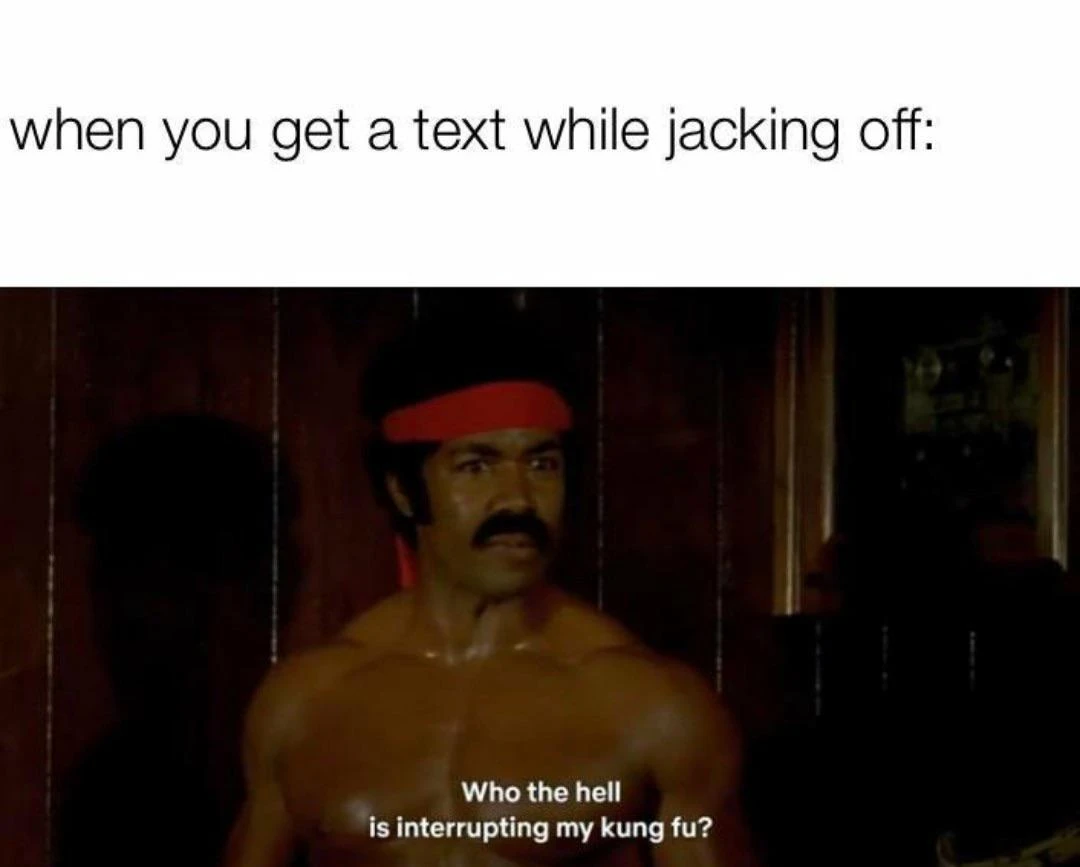 when you get a text while jacking off:
Who the hell
is interrupting my kung fu?